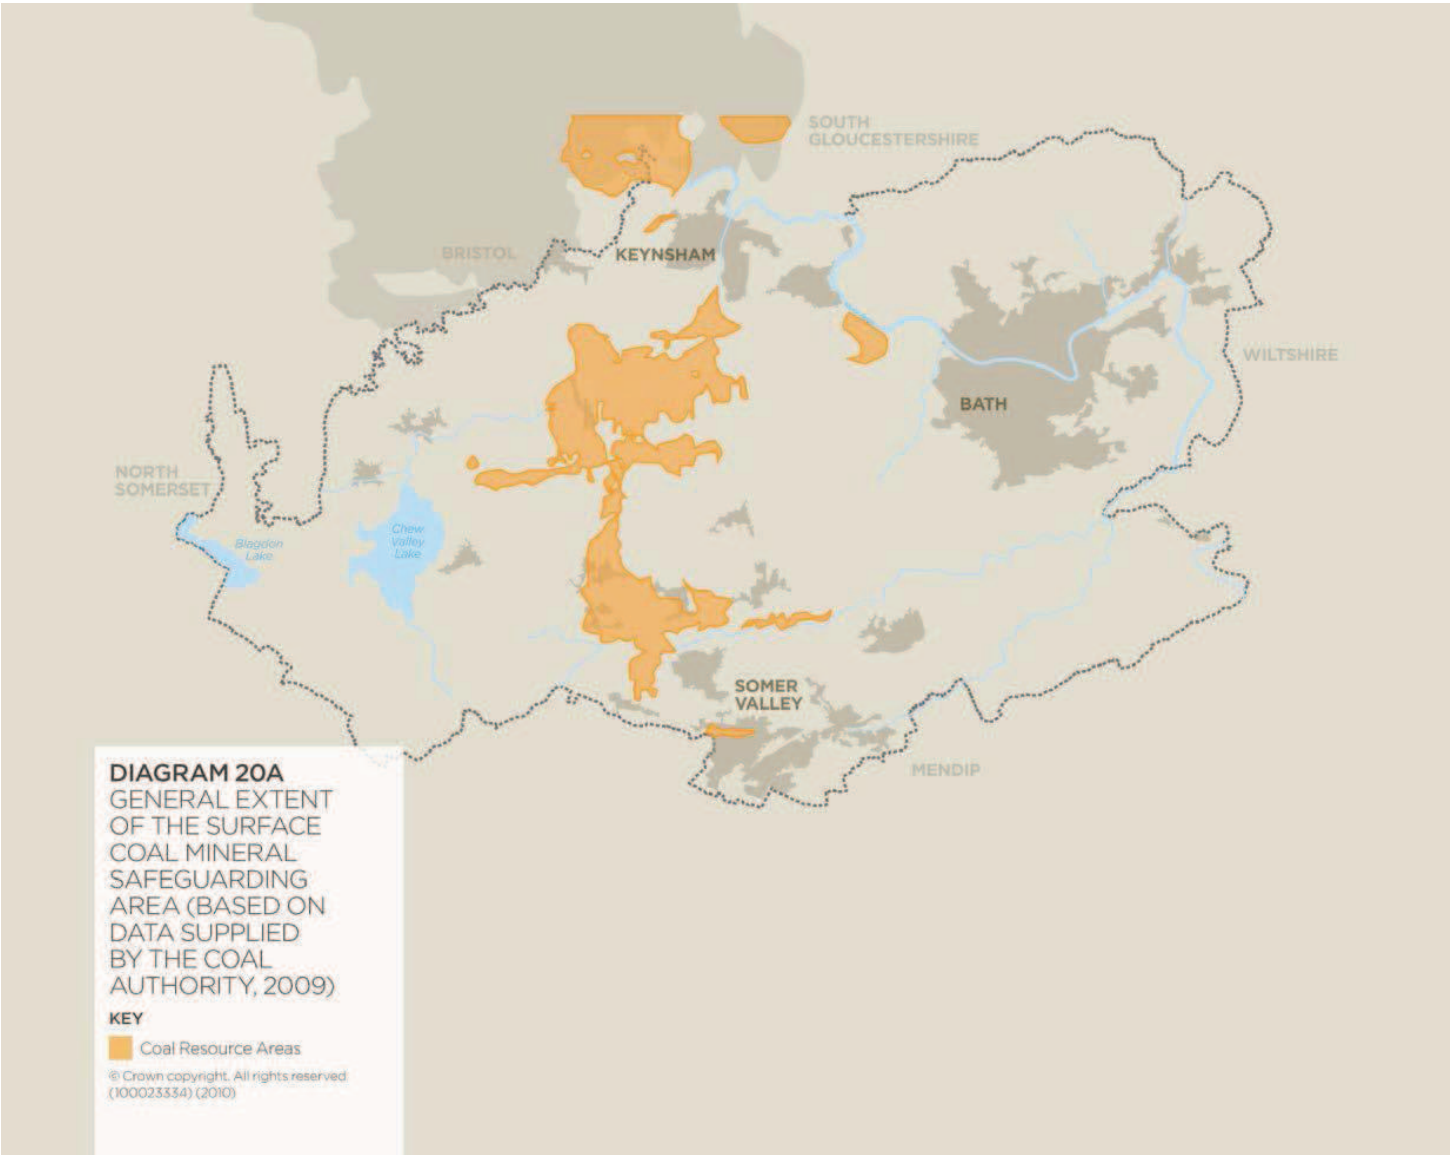 SOUTH
GLOUCESTERSHIRE
BRISTOL
KEYNSHAM
WILTSHIRE
BATH
NORTH
SOMERSET
Chew
Valley
Lake
Blagdon
Lake
SOMER
VALLEY
MENDIP
DIAGRAM 20A
GENERAL EXTENT
OF THE SURFACE
COAL MINERAL
SAFEGUARDING
AREA (BASED ON
DATA SUPPLIED
BY THE COAL
AUTHORITY, 2009)
KEY
Coal Resource Areas
© Crown copyright. All rights reserved
(100023334) (2010)